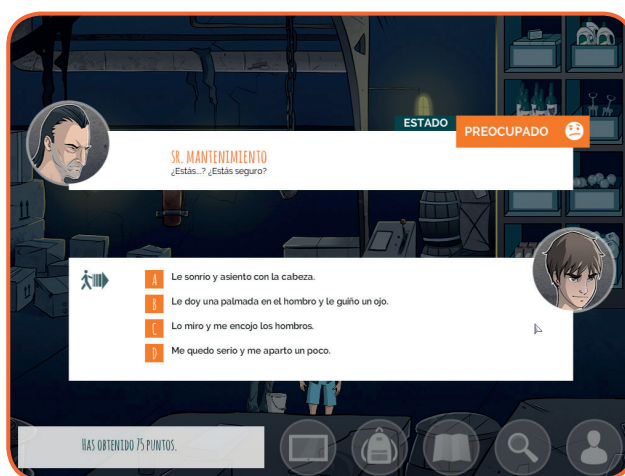 ESTADO
PREOCUPADO
SR. MANTENIMIENTO
¿Estás...? ¿Estás seguro?
A Le sonrío y asiento con la cabeza.
B Le doy una palmada en el hombro y le guiño un ojo.
C Lo miro y me encojo los hombros.
D Me quedo serio y me aparto un poco.
HAS OBTENIDO 75 PUNTOS.